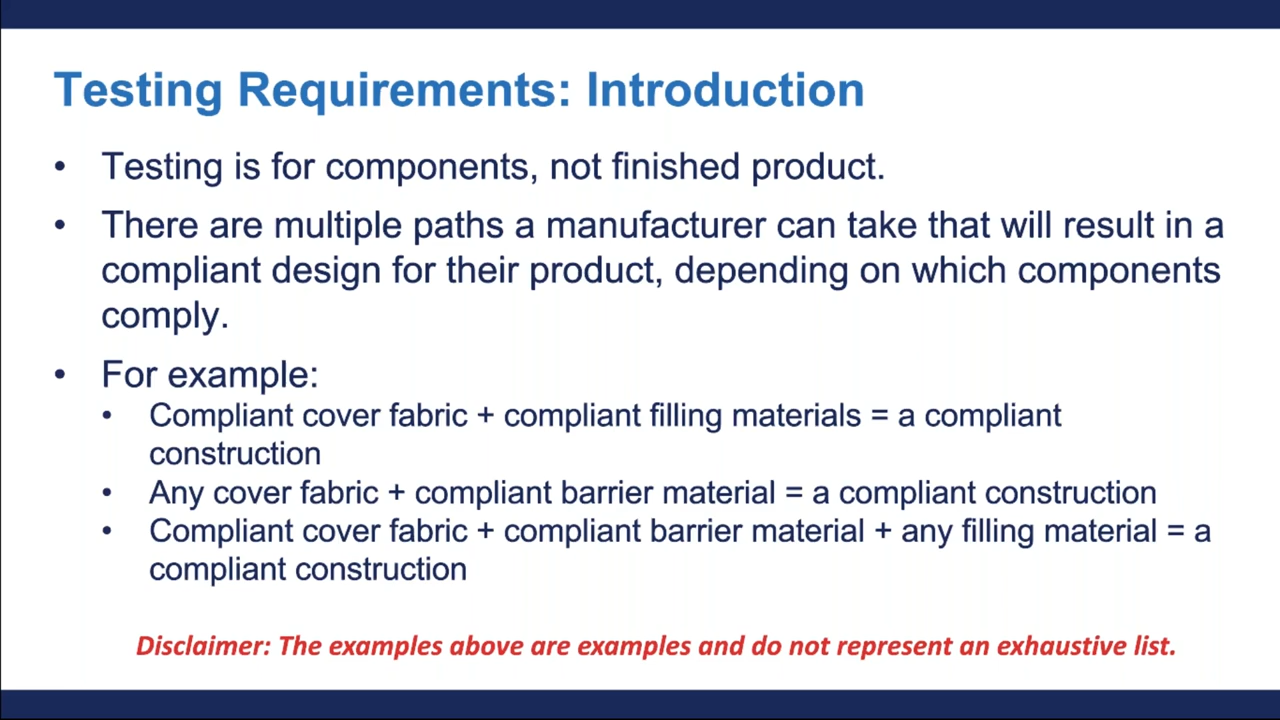 Testing Requirements: Introduction
• Testing is for components, not finished product.
• There are multiple paths a manufacturer can take that will result in a
compliant design for their product, depending on which components
comply.
• For example:
• Compliant cover fabric + compliant filling materials = a compliant
construction
• Any cover fabric + compliant barrier material = a compliant construction
• Compliant cover fabric + compliant barrier material + any filling material = a
compliant construction
Disclaimer: The examples above are examples and do not represent an exhaustive list.